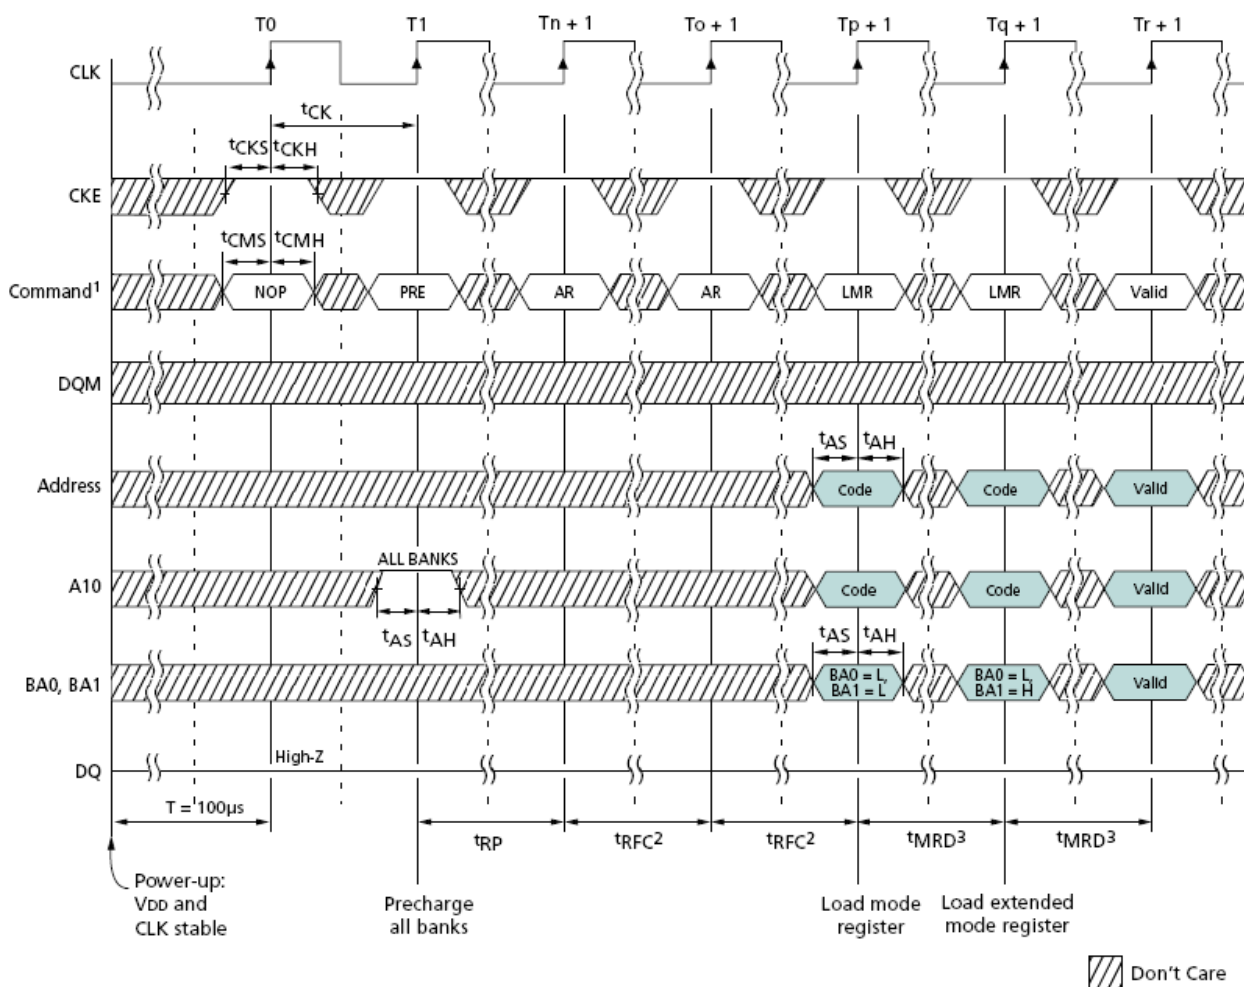 T0 T1 Tn + 1 To + 1 Tp + 1 Tq + 1 Tr + 1
CLK
tCK
tCKS tCKH
CKE
tCMS tCMH
Command1 NOP PRE AR AR LMR LMR Valid
DQM
tAS tAH
Address Code Code Valid
ALL BANKS
A10 Code Code Valid
tAS tAH tAS tAH
BA0, BA1 BA0 = L, BA1 = L BA0 = L, BA1 = H Valid
High-Z
DQ
T = 100µs
tRP tRFC2 tRFC2 tMRD3 tMRD3
Power-up:
VDD and
CLK stable
Precharge
all banks
Load mode
register
Load extended
mode register
Don't Care